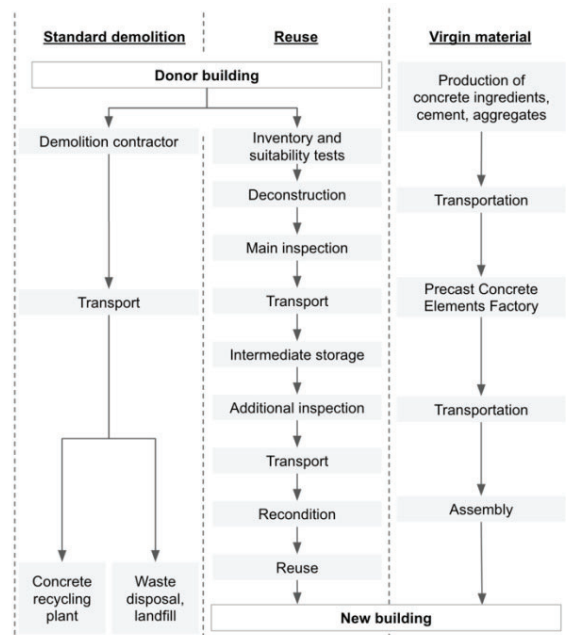 Standard demolition
Reuse
Virgin material
Donor building
Production of
concrete ingredients,
cement, aggregates
Demolition contractor
Inventory and
suitability tests
Deconstruction
Transportation
Main inspection
Transport
Transport
Precast Concrete
Elements Factory
Intermediate storage
Additional inspection
Transportation
Transport
Recondition
Assembly
Reuse
Concrete
recycling
plant
Waste
disposal,
landfill
New building